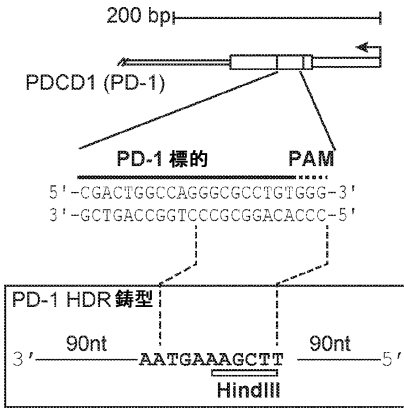 200 bp
PDCD1 (PD-1)
PD-1 標的 PAM
5'-CGACTGGCCAGGGCGCCTGTGGG-3'
3'-GCTGACCGGTCCCGCGGACACCC-5'
PD-1 HDR 鋳型
3' 90nt AATGAAAGCTT 90nt 5'
HindIII